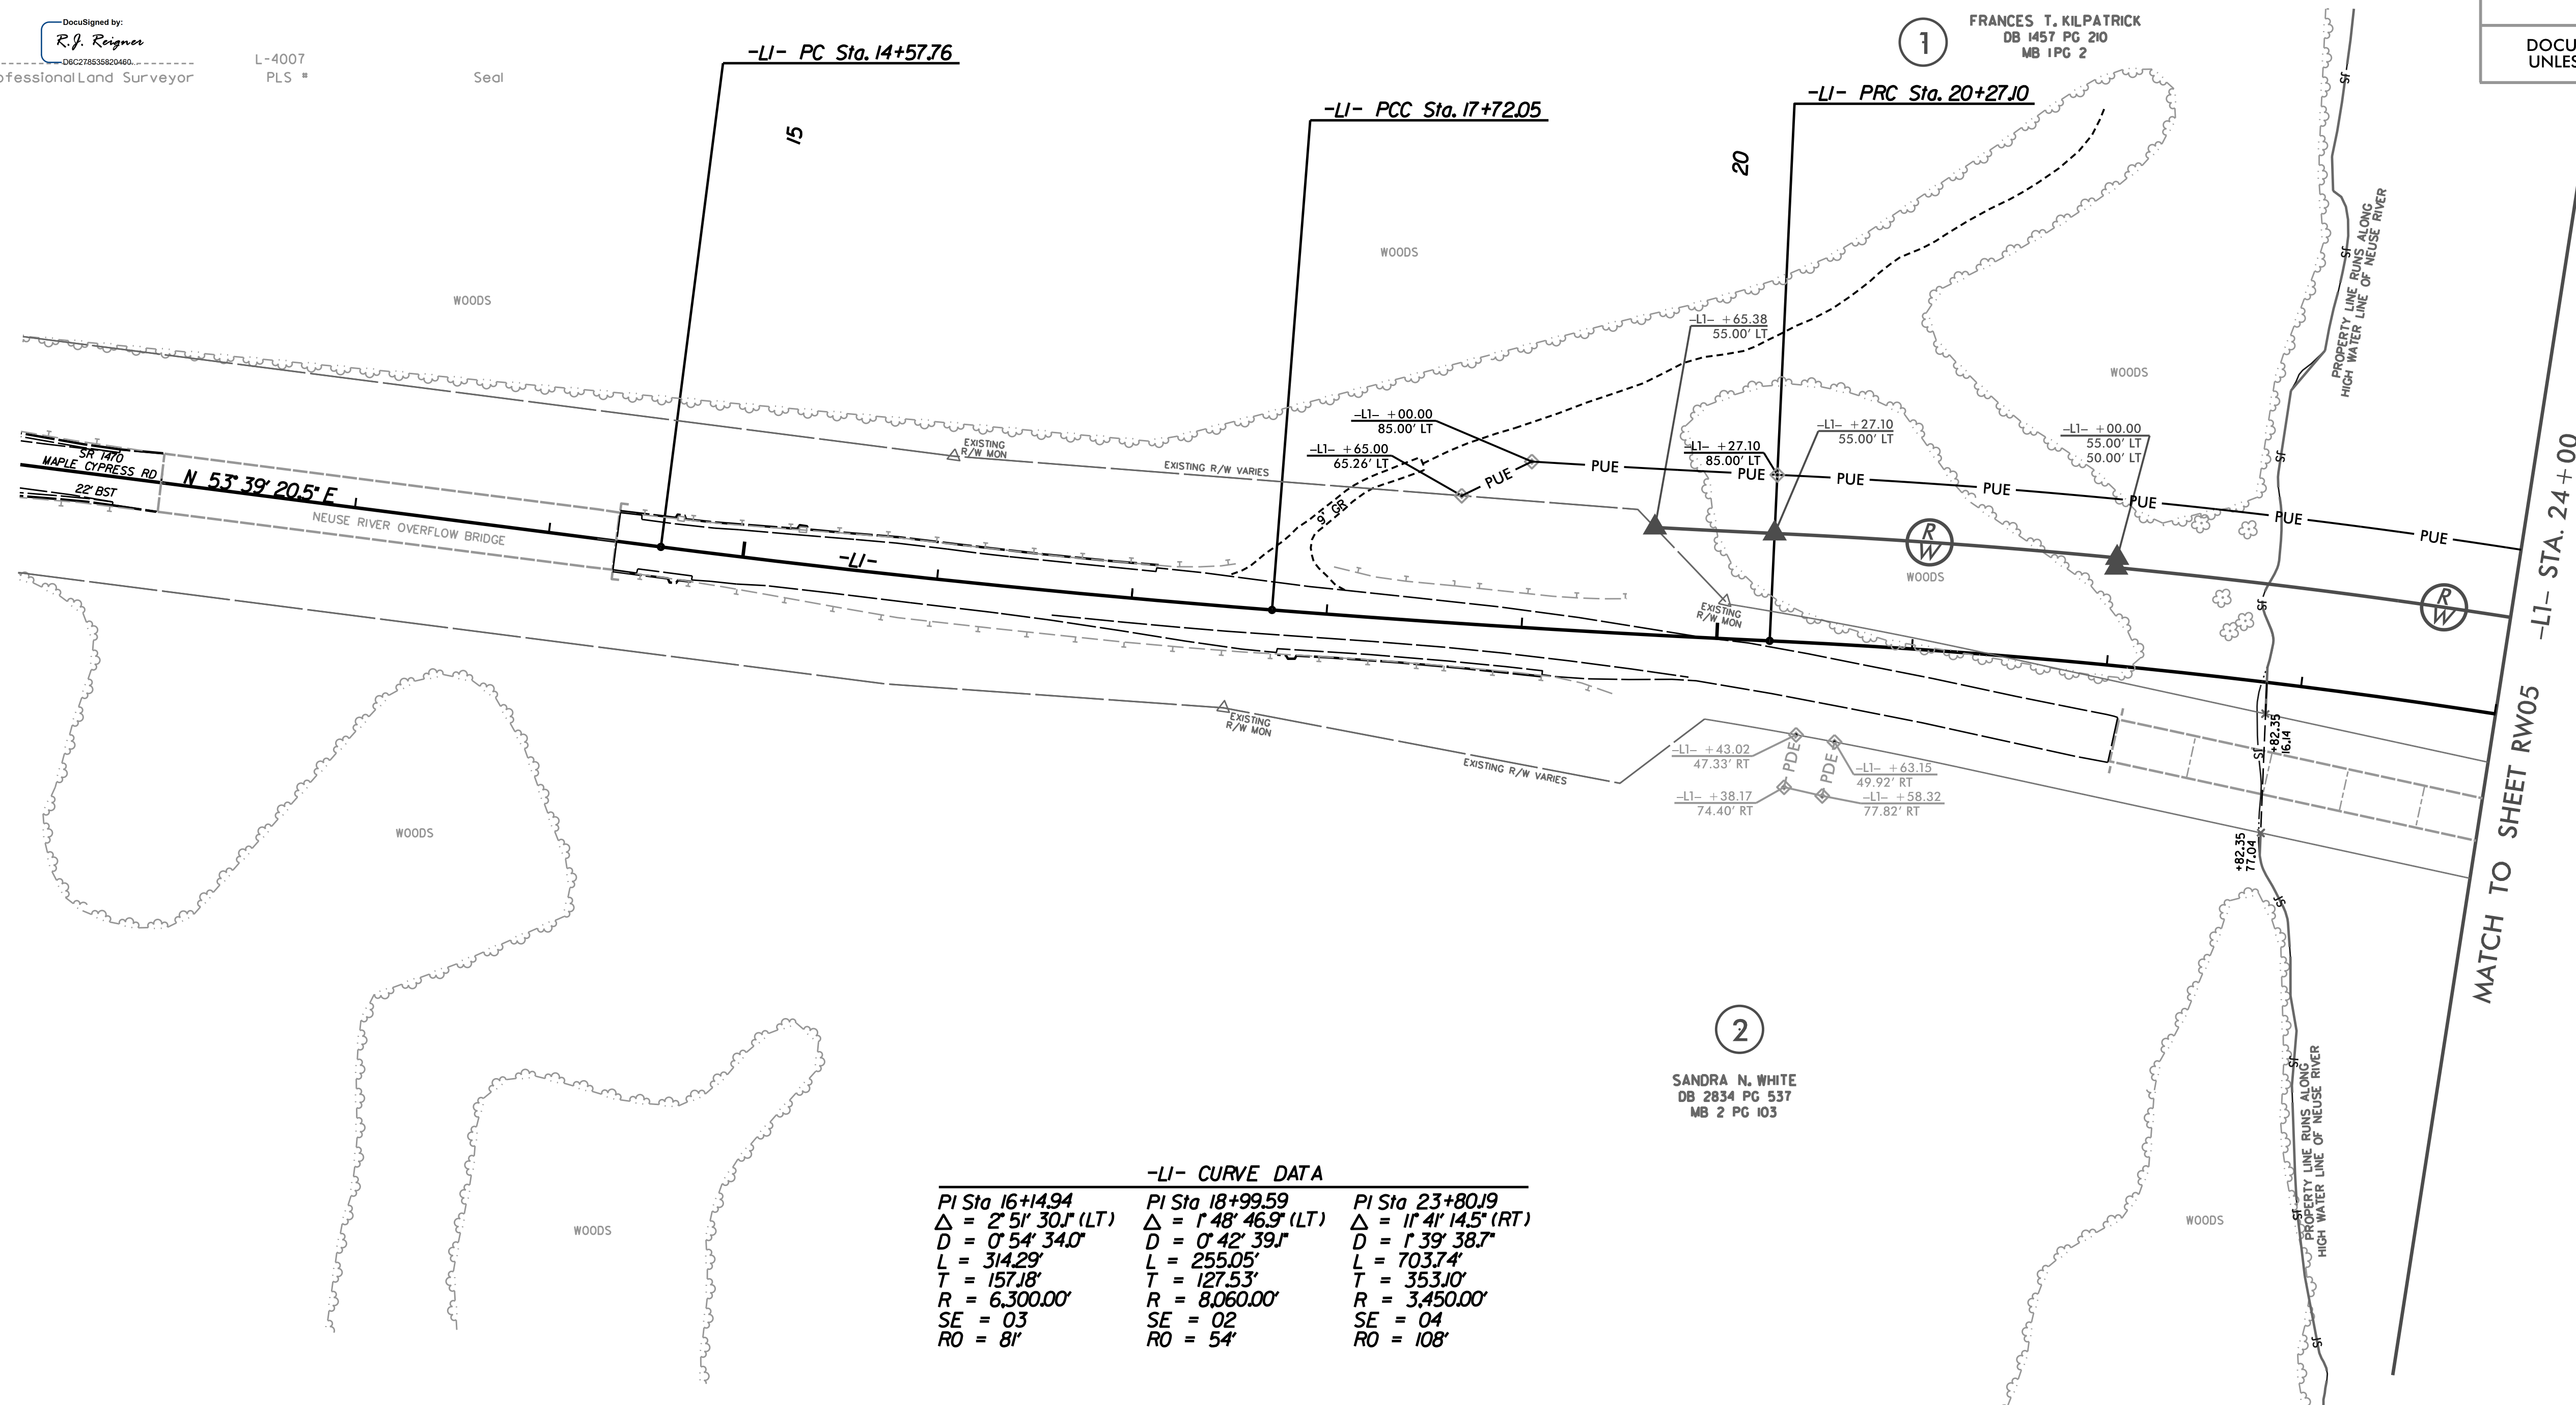 DocuSigned by:
R.J. Reigner
D6C278535820460...
ofessional Land Surveyor
L-4007
PLS #
Seal
-L1- PC Sta. 14+57.76
15
-L1- PCC Sta. 17+72.05
-L1- PRC Sta. 20+27.10
20
1
FRANCES T. KILPATRICK
DB 1457 PG 210
MB 1 PG 2
DOCU
UNLES
WOODS
WOODS
WOODS
PROPERTY LINE RUNS ALONG
HIGH WATER LINE OF NEUSE RIVER
JS
JS
JS
JS
-L1- +65.38
55.00' LT
-L1- +00.00
85.00' LT
-L1- +65.00
65.26' LT
-L1- +27.10
85.00' LT
-L1- +27.10
55.00' LT
-L1- +00.00
55.00' LT
50.00' LT
EXISTING
R/W MON
EXISTING R/W VARIES
PUE
PUE
PUE
PUE
PUE
PUE
PUE
PUE
9' GR
SR 1470
MAPLE CYPRESS RD
22' BST
N 53° 39' 20.5" E
NEUSE RIVER OVERFLOW BRIDGE
-L1-
R
W
WOODS
R
W
EXISTING
R/W MON
EXISTING
R/W MON
EXISTING R/W VARIES
-L1- +43.02
47.33' RT
PDE
PDE
-L1- +63.15
49.92' RT
-L1- +38.17
74.40' RT
-L1- +58.32
77.82' RT
+82.35
16.14
JS
+82.35
77.04
JS
MATCH TO SHEET RW05 -L1- STA. 24+00
WOODS
2
SANDRA N. WHITE
DB 2834 PG 537
MB 2 PG 103
JS
PROPERTY LINE RUNS ALONG
HIGH WATER LINE OF NEUSE RIVER
JS
JS
WOODS
WOODS
-L1- CURVE DATA
PI Sta 16+14.94 PI Sta 18+99.59 PI Sta 23+80.19
△ = 2° 51' 30.1" (LT) △ = 1° 48' 46.9" (LT) △ = 11° 41' 14.5" (RT)
D = 0° 54' 34.0" D = 0° 42' 39.1" D = 1° 39' 38.7"
L = 314.29' L = 255.05' L = 703.74'
T = 157.18' T = 127.53' T = 353.10'
R = 6,300.00' R = 8,060.00' R = 3,450.00'
SE = 03 SE = 02 SE = 04
RO = 81' RO = 54' RO = 108'